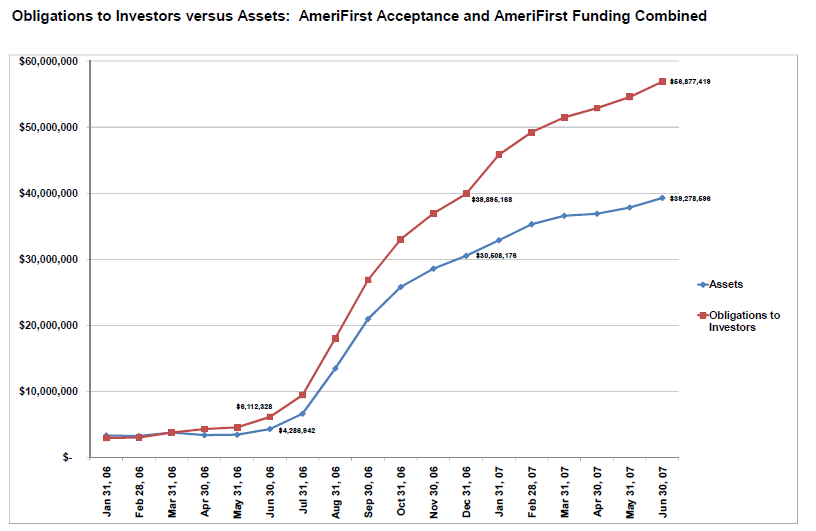 Obligations to Investors versus Assets:  AmeriFirst Acceptance and AmeriFirst Funding Combined
$60,000,000
$50,000,000
$40,000,000
$30,000,000
$20,000,000
$10,000,000
$-
$56,877,419
$39,895,168
$39,278,596
$30,508,176
$6,112,328
$4,286,942
Assets
Obligations to
Investors
Jan 31, 06
Feb 28, 06
Mar 31, 06
Apr 30, 06
May 31, 06
Jun 30, 06
Jul 31, 06
Aug 31, 06
Sep 30, 06
Oct 31, 06
Nov 30, 06
Dec 31, 06
Jan 31, 07
Feb 28, 07
Mar 31, 07
Apr 30, 07
May 31, 07
Jun 30, 07